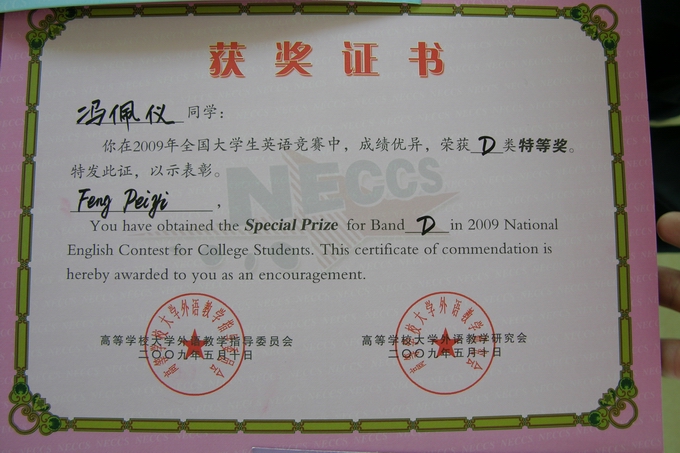 获奖证书
冯佩仪同学：
你在2009年全国大学生英语竞赛中，成绩优异，荣获D类特等奖。
特发此证，以示表彰。
NECCS
Feng Peiyi，
You have obtained the Special Prize for Band D in 2009 National
English Contest for College Students. This certificate of commendation is
hereby awarded to you as an encouragement.
高等学校大学外语教学指导委员会
二〇〇九年五月十日
高等学校大学外语教学研究会
二〇〇九年五月十日
NECCS NECCS